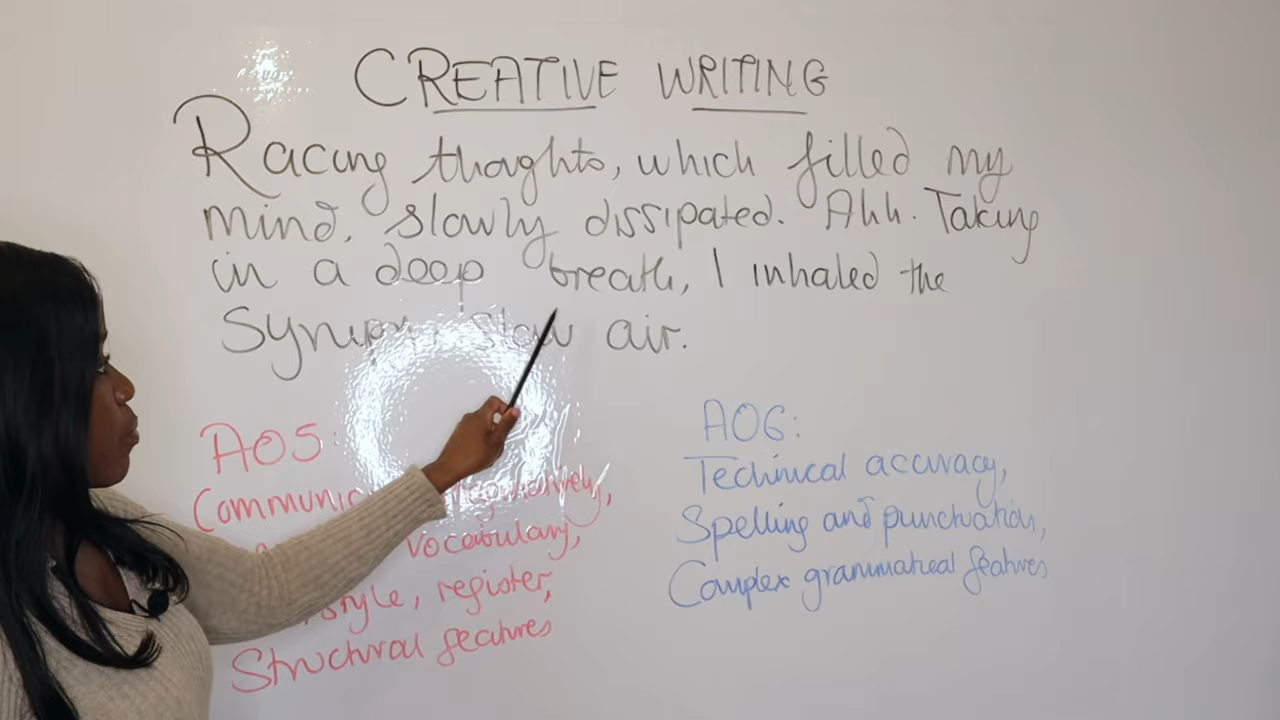 CREATIVE WRITING
Racing thoughts, which filled my
mind, slowly dissipated. Ahh. Taking
in a deep breath, I inhaled the
slow air.
AO5:
vocabulary,
style, register,
Structural features
AO6:
Technical accuracy,
Spelling and punctuation,
Complex grammatical features